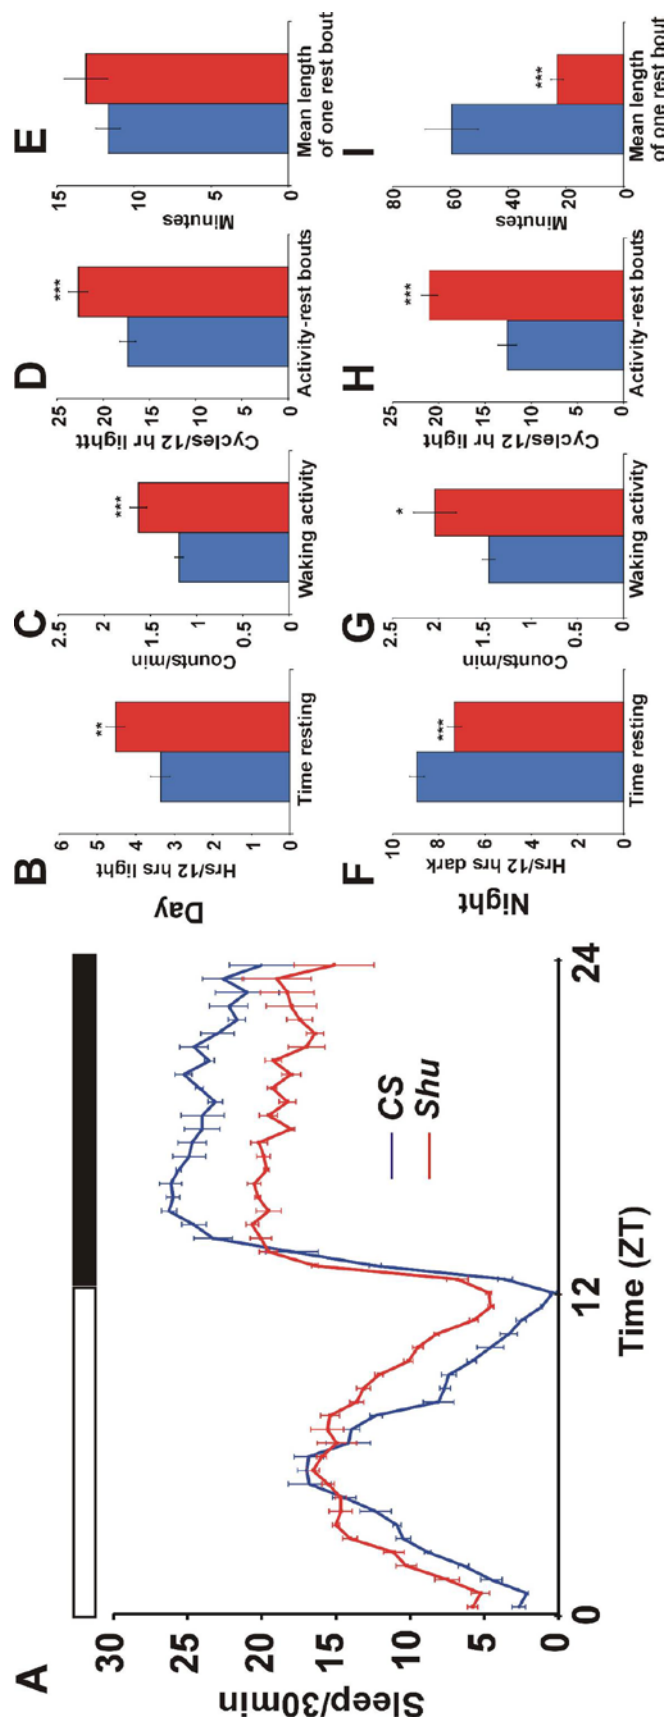 A
Sleep/30min
30
25
20
15
10
5
0
0
12
24
Time (ZT)
CS
Shu
Day
B
Hrs/12 hrs light
6
5
4
3
2
1
0
**
Time resting
C
Counts/min
2.5
2
1.5
1
0.5
0
***
Waking activity
D
Cycles/12 hr lightt
25
20
15
10
5
0
***
Activity-rest bouts
E
Minutes
15
10
5
0
Mean length
of one rest bout
Night
F
Hrs/12 hrs dark
10
8
6
4
2
0
***
Time resting
G
Counts/min
2.5
2
1.5
1
0.5
0
*
Waking activity
H
Cycles/12 hr light
25
20
15
10
5
0
***
Activity-rest bouts
I
Minutes
80
60
40
20
0
***
Mean length
of one rest bout